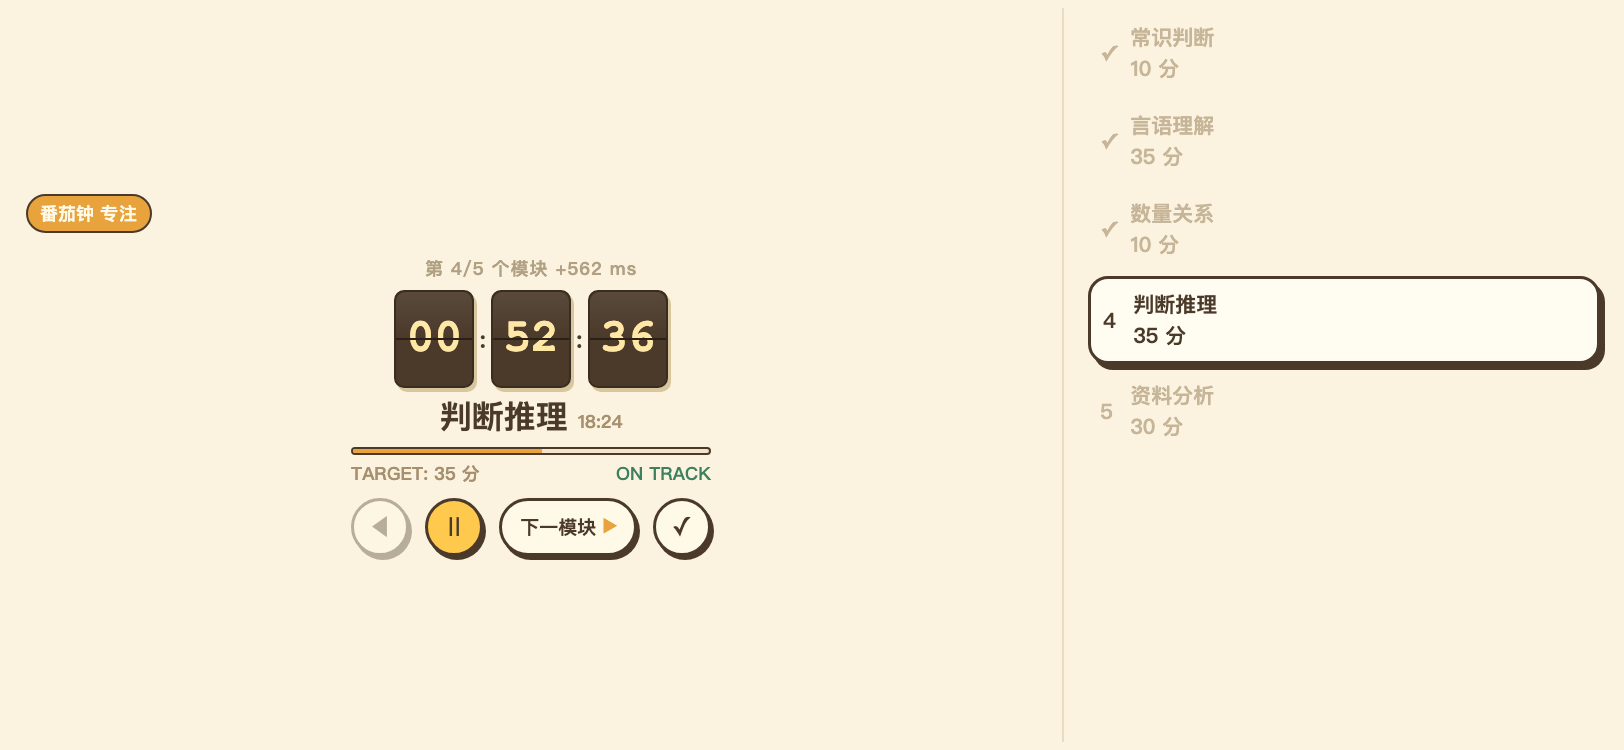 番茄钟 专注
第 4/5 个模块 +562 ms
00 : 52 : 36
判断推理 18:24
TARGET: 35 分 ON TRACK
下一模块
✓ 常识判断
10 分
✓ 言语理解
35 分
✓ 数量关系
10 分
4 判断推理
35 分
5 资料分析
30 分